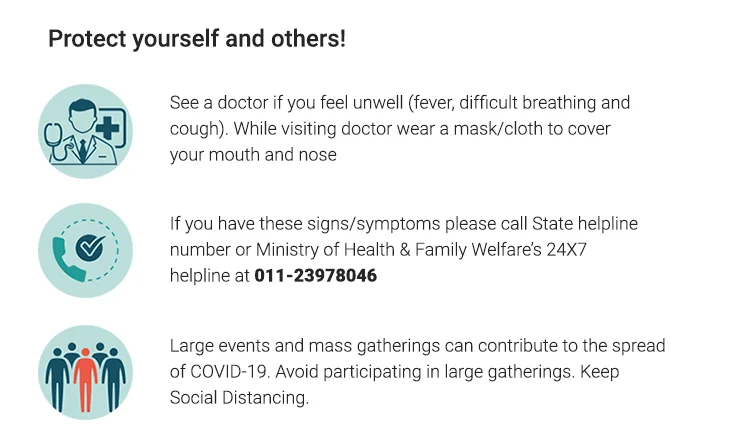 Protect yourself and others!
See a doctor if you feel unwell (fever, difficult breathing and
cough). While visiting doctor wear a mask/cloth to cover
your mouth and nose
If you have these signs/symptoms please call State helpline
number or Ministry of Health & Family Welfare's 24X7
helpline at 011-23978046
Large events and mass gatherings can contribute to the spread
of COVID-19. Avoid participating in large gatherings. Keep
Social Distancing.